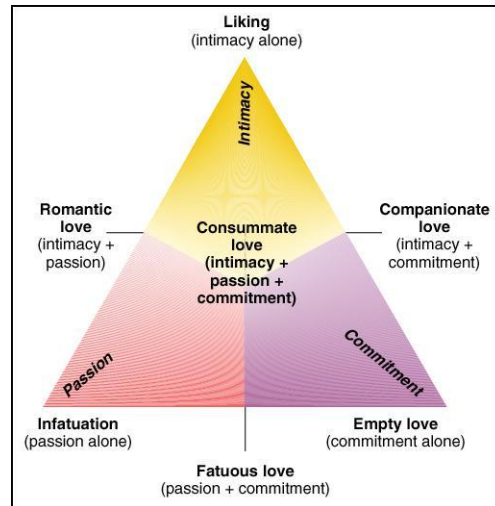 Liking
(intimacy alone)
Intimacy
Romantic
love
(intimacy +
passion)
Consummate
love
(intimacy +
passion +
commitment)
Companionate
love
(intimacy +
commitment)
Passion
Commitment
Infatuation
(passion alone)
Empty love
(commitment alone)
Fatuous love
(passion + commitment)